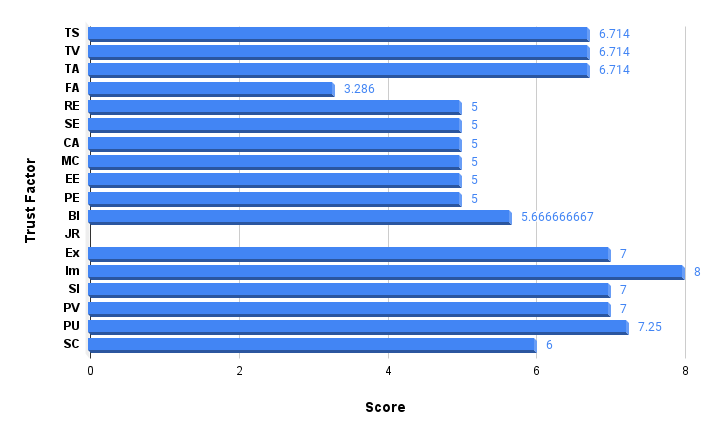 TS 6.714
TV 6.714
TA 6.714
FA 3.286
RE 5
SE 5
CA 5
MC 5
EE 5
PE 5
BI 5.666666667
JR
Ex 7
Im 8
SI 7
PV 7
PU 7.25
SC 6
0 2 4 6 8
Score
Trust Factor